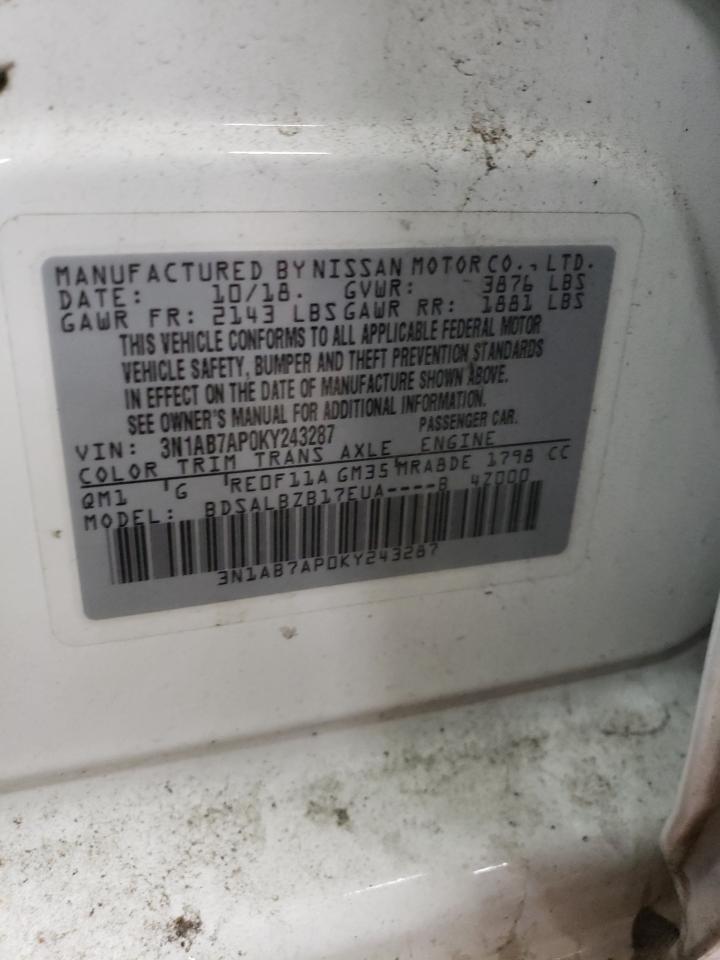 MANUFACTURED BY NISSAN MOTOR CO., LTD.
DATE: 10/18. GVWR: 3876 LBS
GAWR FR: 2143 LBS GAWR RR: 1881 LBS
THIS VEHICLE CONFORMS TO ALL APPLICABLE FEDERAL MOTOR
VEHICLE SAFETY, BUMPER AND THEFT PREVENTION STANDARDS
IN EFFECT ON THE DATE OF MANUFACTURE SHOWN ABOVE.
SEE OWNER'S MANUAL FOR ADDITIONAL INFORMATION.
VIN: 3N1AB7AP0KY243287 PASSENGER CAR.
COLOR TRIM TRANS AXLE ENGINE
QM1 G RE0F11A GM35 MRA8DE 1798 CC
MODEL: BDSALBZB17EUA----B 4Z000
3N1AB7AP0KY243287